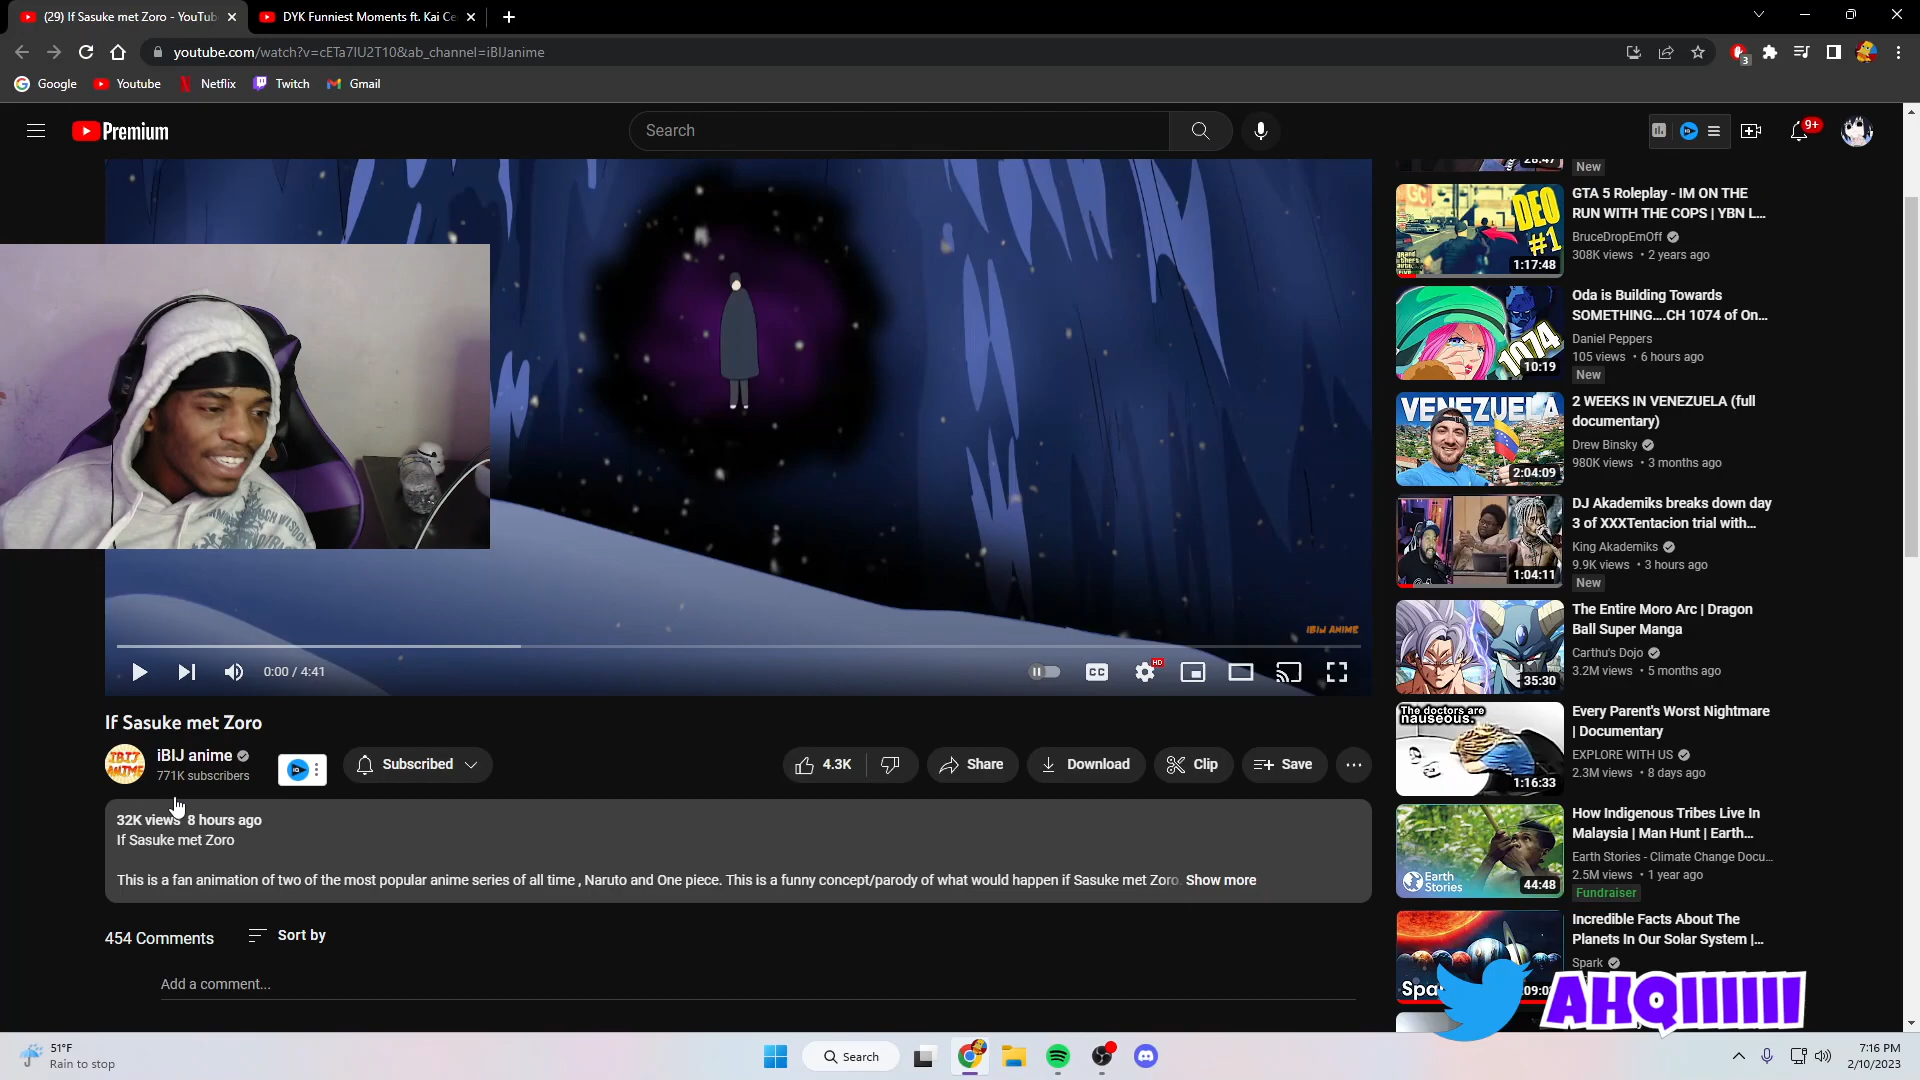 (29) If Sasuke met Zoro - YouTub
DYK Funniest Moments ft. Kai Ce
youtube.com/watch?v=cETa7IU2T10&ab_channel=iBIJanime
3
Google
Youtube
Netflix
Twitch
Gmail
Premium
Search
9+
IBIJ ANIME
0:00 / 4:41
CC
HD
If Sasuke met Zoro
IBIJ ANIME
iBIJ anime
771K subscribers
Subscribed
4.3K
Share
Download
Clip
Save
32K views 8 hours ago
If Sasuke met Zoro
This is a fan animation of two of the most popular anime series of all time , Naruto and One piece. This is a funny concept/parody of what would happen if Sasuke met Zoro. Show more
454 Comments
Sort by
Add a comment...
28:47
New
DEO
#1
1:17:48
GTA 5 Roleplay - IM ON THE
RUN WITH THE COPS | YBN L...
BruceDropEmOff
308K views • 2 years ago
1074
10:19
Oda is Building Towards
SOMETHING....CH 1074 of On...
Daniel Peppers
105 views • 6 hours ago
New
VENEZUELA
2:04:09
2 WEEKS IN VENEZUELA (full
documentary)
Drew Binsky
980K views • 3 months ago
1:04:11
DJ Akademiks breaks down day
3 of XXXTentacion trial with...
King Akademiks
9.9K views • 3 hours ago
New
35:30
The Entire Moro Arc | Dragon
Ball Super Manga
Carthu's Dojo
3.2M views • 5 months ago
The doctors are
nauseous.
1:16:33
Every Parent's Worst Nightmare
| Documentary
EXPLORE WITH US
2.3M views • 8 days ago
Earth
Stories
44:48
How Indigenous Tribes Live In
Malaysia | Man Hunt | Earth...
Earth Stories - Climate Change Docu...
2.5M views • 1 year ago
Fundraiser
Spa
Incredible Facts About The
Planets In Our Solar System |...
Spark
AHQIIIIII
51°F
Rain to stop
Search
7:16 PM
2/10/2023